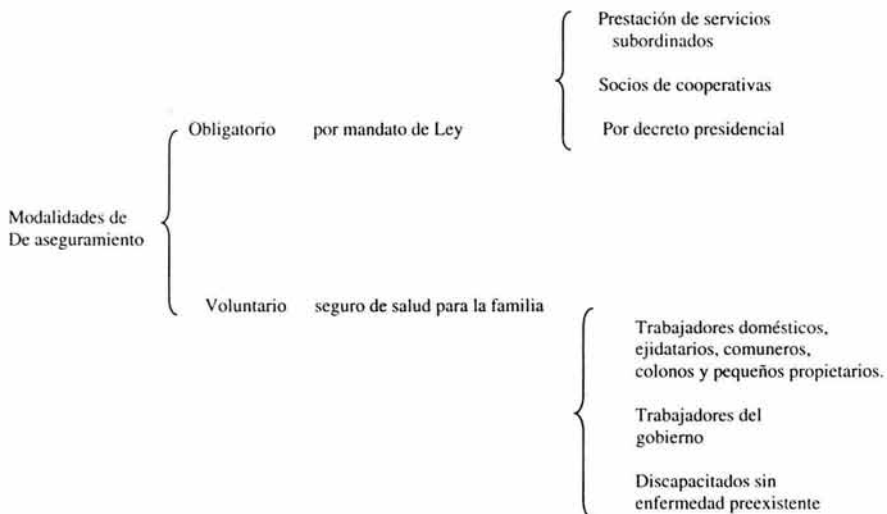 Prestación de servicios
subordinados
Socios de cooperativas
Obligatorio por mandato de Ley
Por decreto presidencial
Modalidades de
De aseguramiento
Voluntario seguro de salud para la familia
Trabajadores domésticos,
ejidatarios, comuneros,
colonos y pequeños propietarios.
Trabajadores del
gobierno
Discapacitados sin
enfermedad preexistente